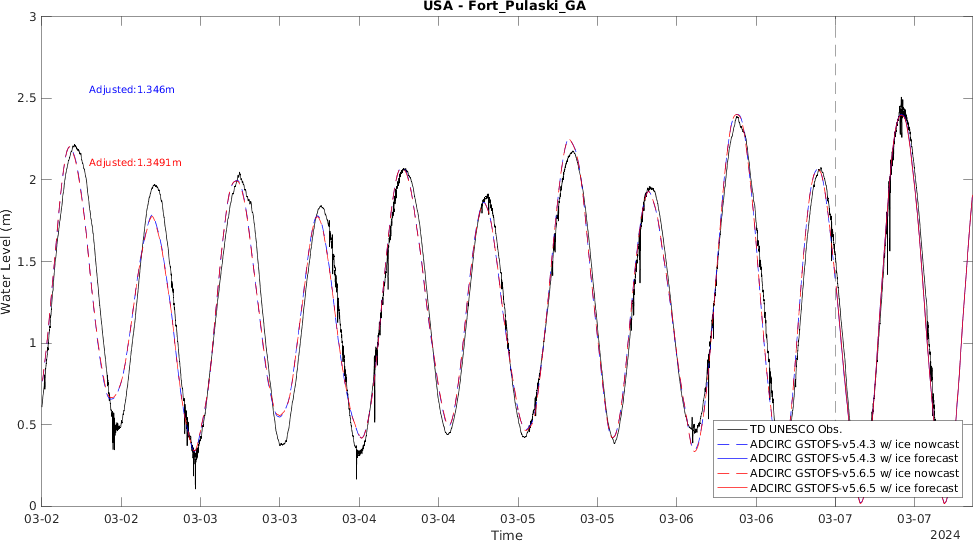 USA - Fort_Pulaski_GA
3
2.5
2
1.5
1
0.5
0
Water Level (m)
Adjusted:1.346m
Adjusted:1.3491m
TD UNESCO Obs.
ADCIRC GSTOFS-v5.4.3 w/ ice nowcast
ADCIRC GSTOFS-v5.4.3 w/ ice forecast
ADCIRC GSTOFS-v5.6.5 w/ ice nowcast
ADCIRC GSTOFS-v5.6.5 w/ ice forecast
03-02 03-02 03-03 03-03 03-04 03-04 03-05 03-05 03-06 03-06 03-07 03-07
Time
2024